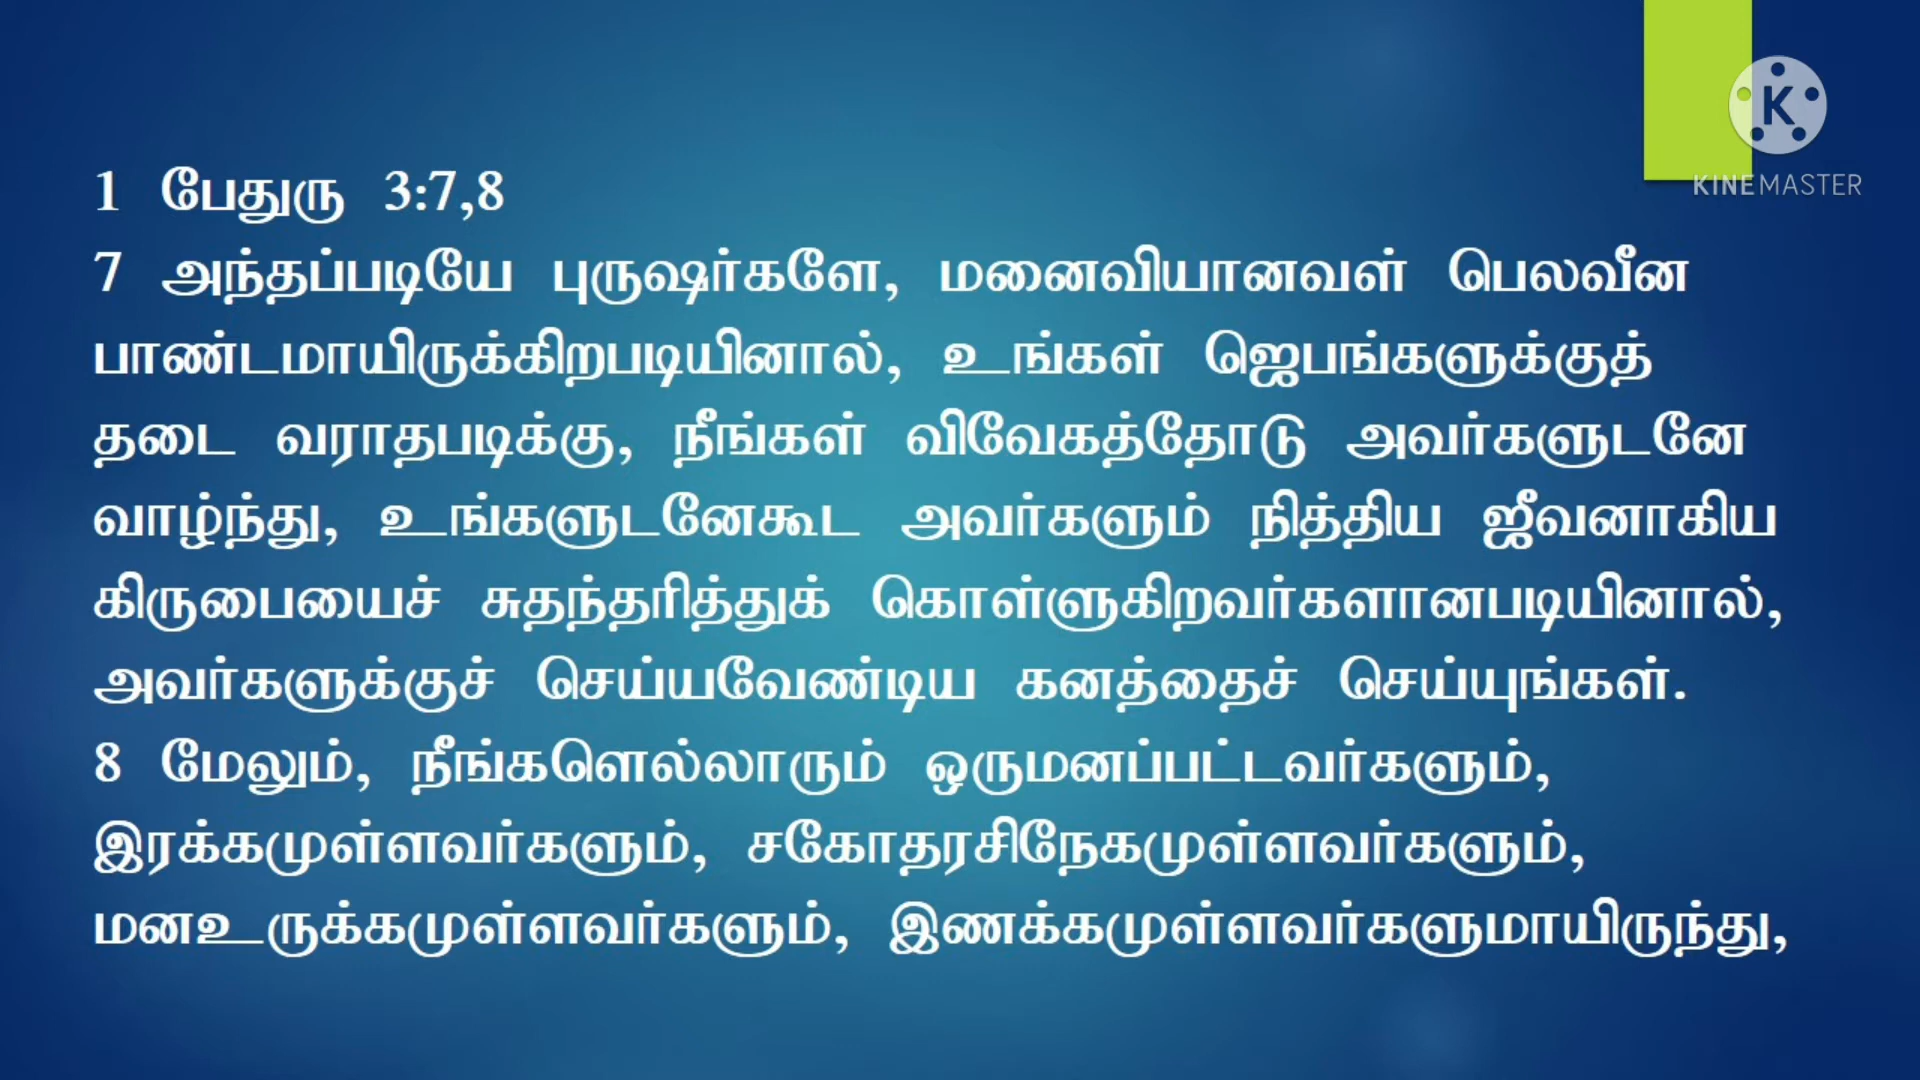 KINEMASTER
1 பேதுரு 3:7,8
7 அந்தப்படியே புருஷர்களே, மனைவியானவள் பெலவீன
பாண்டமாயிருக்கிறபடியினால், உங்கள் ஜெபங்களுக்குத்
தடை வராதபடிக்கு, நீங்கள் விவேகத்தோடு அவர்களுடனே
வாழ்ந்து, உங்களுடனேகூட அவர்களும் நித்திய ஜீவனாகிய
கிருபையைச் சுதந்தரித்துக் கொள்ளுகிறவர்களானபடியினால்,
அவர்களுக்குச் செய்யவேண்டிய கனத்தைச் செய்யுங்கள்.
8 மேலும், நீங்களெல்லாரும் ஒருமனப்பட்டவர்களும்,
இரக்கமுள்ளவர்களும், சகோதரசிநேகமுள்ளவர்களும்,
மனஉருக்கமுள்ளவர்களும், இணக்கமுள்ளவர்களுமாயிருந்து,